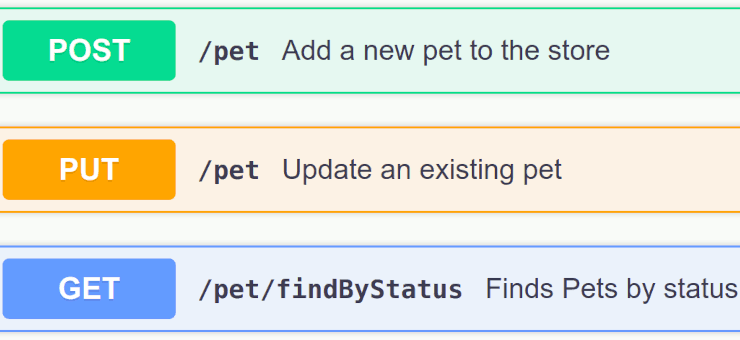 POST /pet Add a new pet to the store
PUT /pet Update an existing pet
GET /pet/findByStatus Finds Pets by status